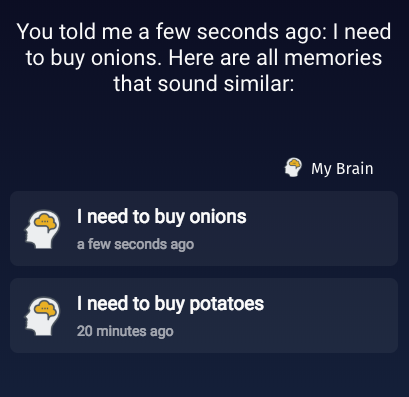 You told me a few seconds ago: I need
to buy onions. Here are all memories
that sound similar:
My Brain
I need to buy onions
a few seconds ago
I need to buy potatoes
20 minutes ago